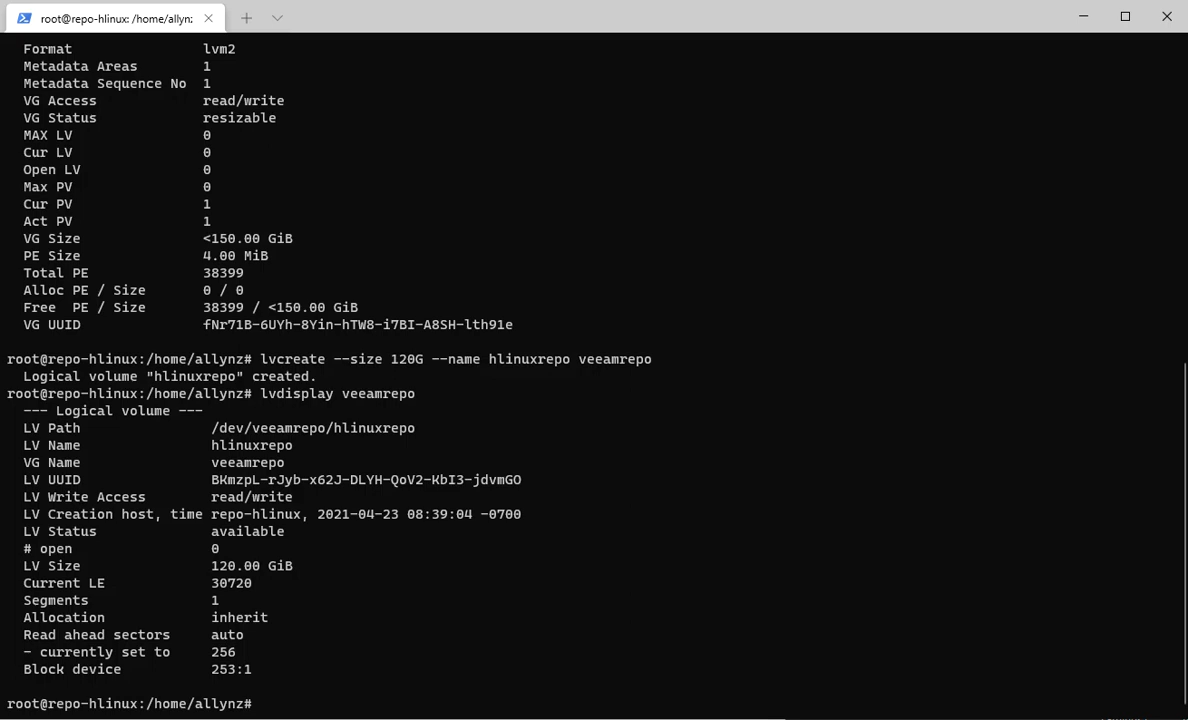 root@repo-hlinux: /home/allynz
Format                lvm2
Metadata Areas        1
Metadata Sequence No  1
VG Access             read/write
VG Status             resizable
MAX LV                0
Cur LV                0
Open LV               0
Max PV                0
Cur PV                1
Act PV                1
VG Size               <150.00 GiB
PE Size               4.00 MiB
Total PE              38399
Alloc PE / Size       0 / 0
Free  PE / Size       38399 / <150.00 GiB
VG UUID               fNr71B-6UYh-8Yin-hTW8-i7BI-A8SH-lth91e
root@repo-hlinux:/home/allynz# lvcreate --size 120G --name hlinuxrepo veeamrepo
Logical volume "hlinuxrepo" created.
root@repo-hlinux:/home/allynz# lvdisplay veeamrepo
--- Logical volume ---
LV Path                /dev/veeamrepo/hlinuxrepo
LV Name                hlinuxrepo
VG Name                veeamrepo
LV UUID                BKmzpL-rJyb-x62J-DLYH-QoV2-KbI3-jdvmGO
LV Write Access        read/write
LV Creation host, time repo-hlinux, 2021-04-23 08:39:04 -0700
LV Status              available
# open                 0
LV Size                120.00 GiB
Current LE             30720
Segments               1
Allocation             inherit
Read ahead sectors     auto
- currently set to     256
Block device           253:1
root@repo-hlinux:/home/allynz#